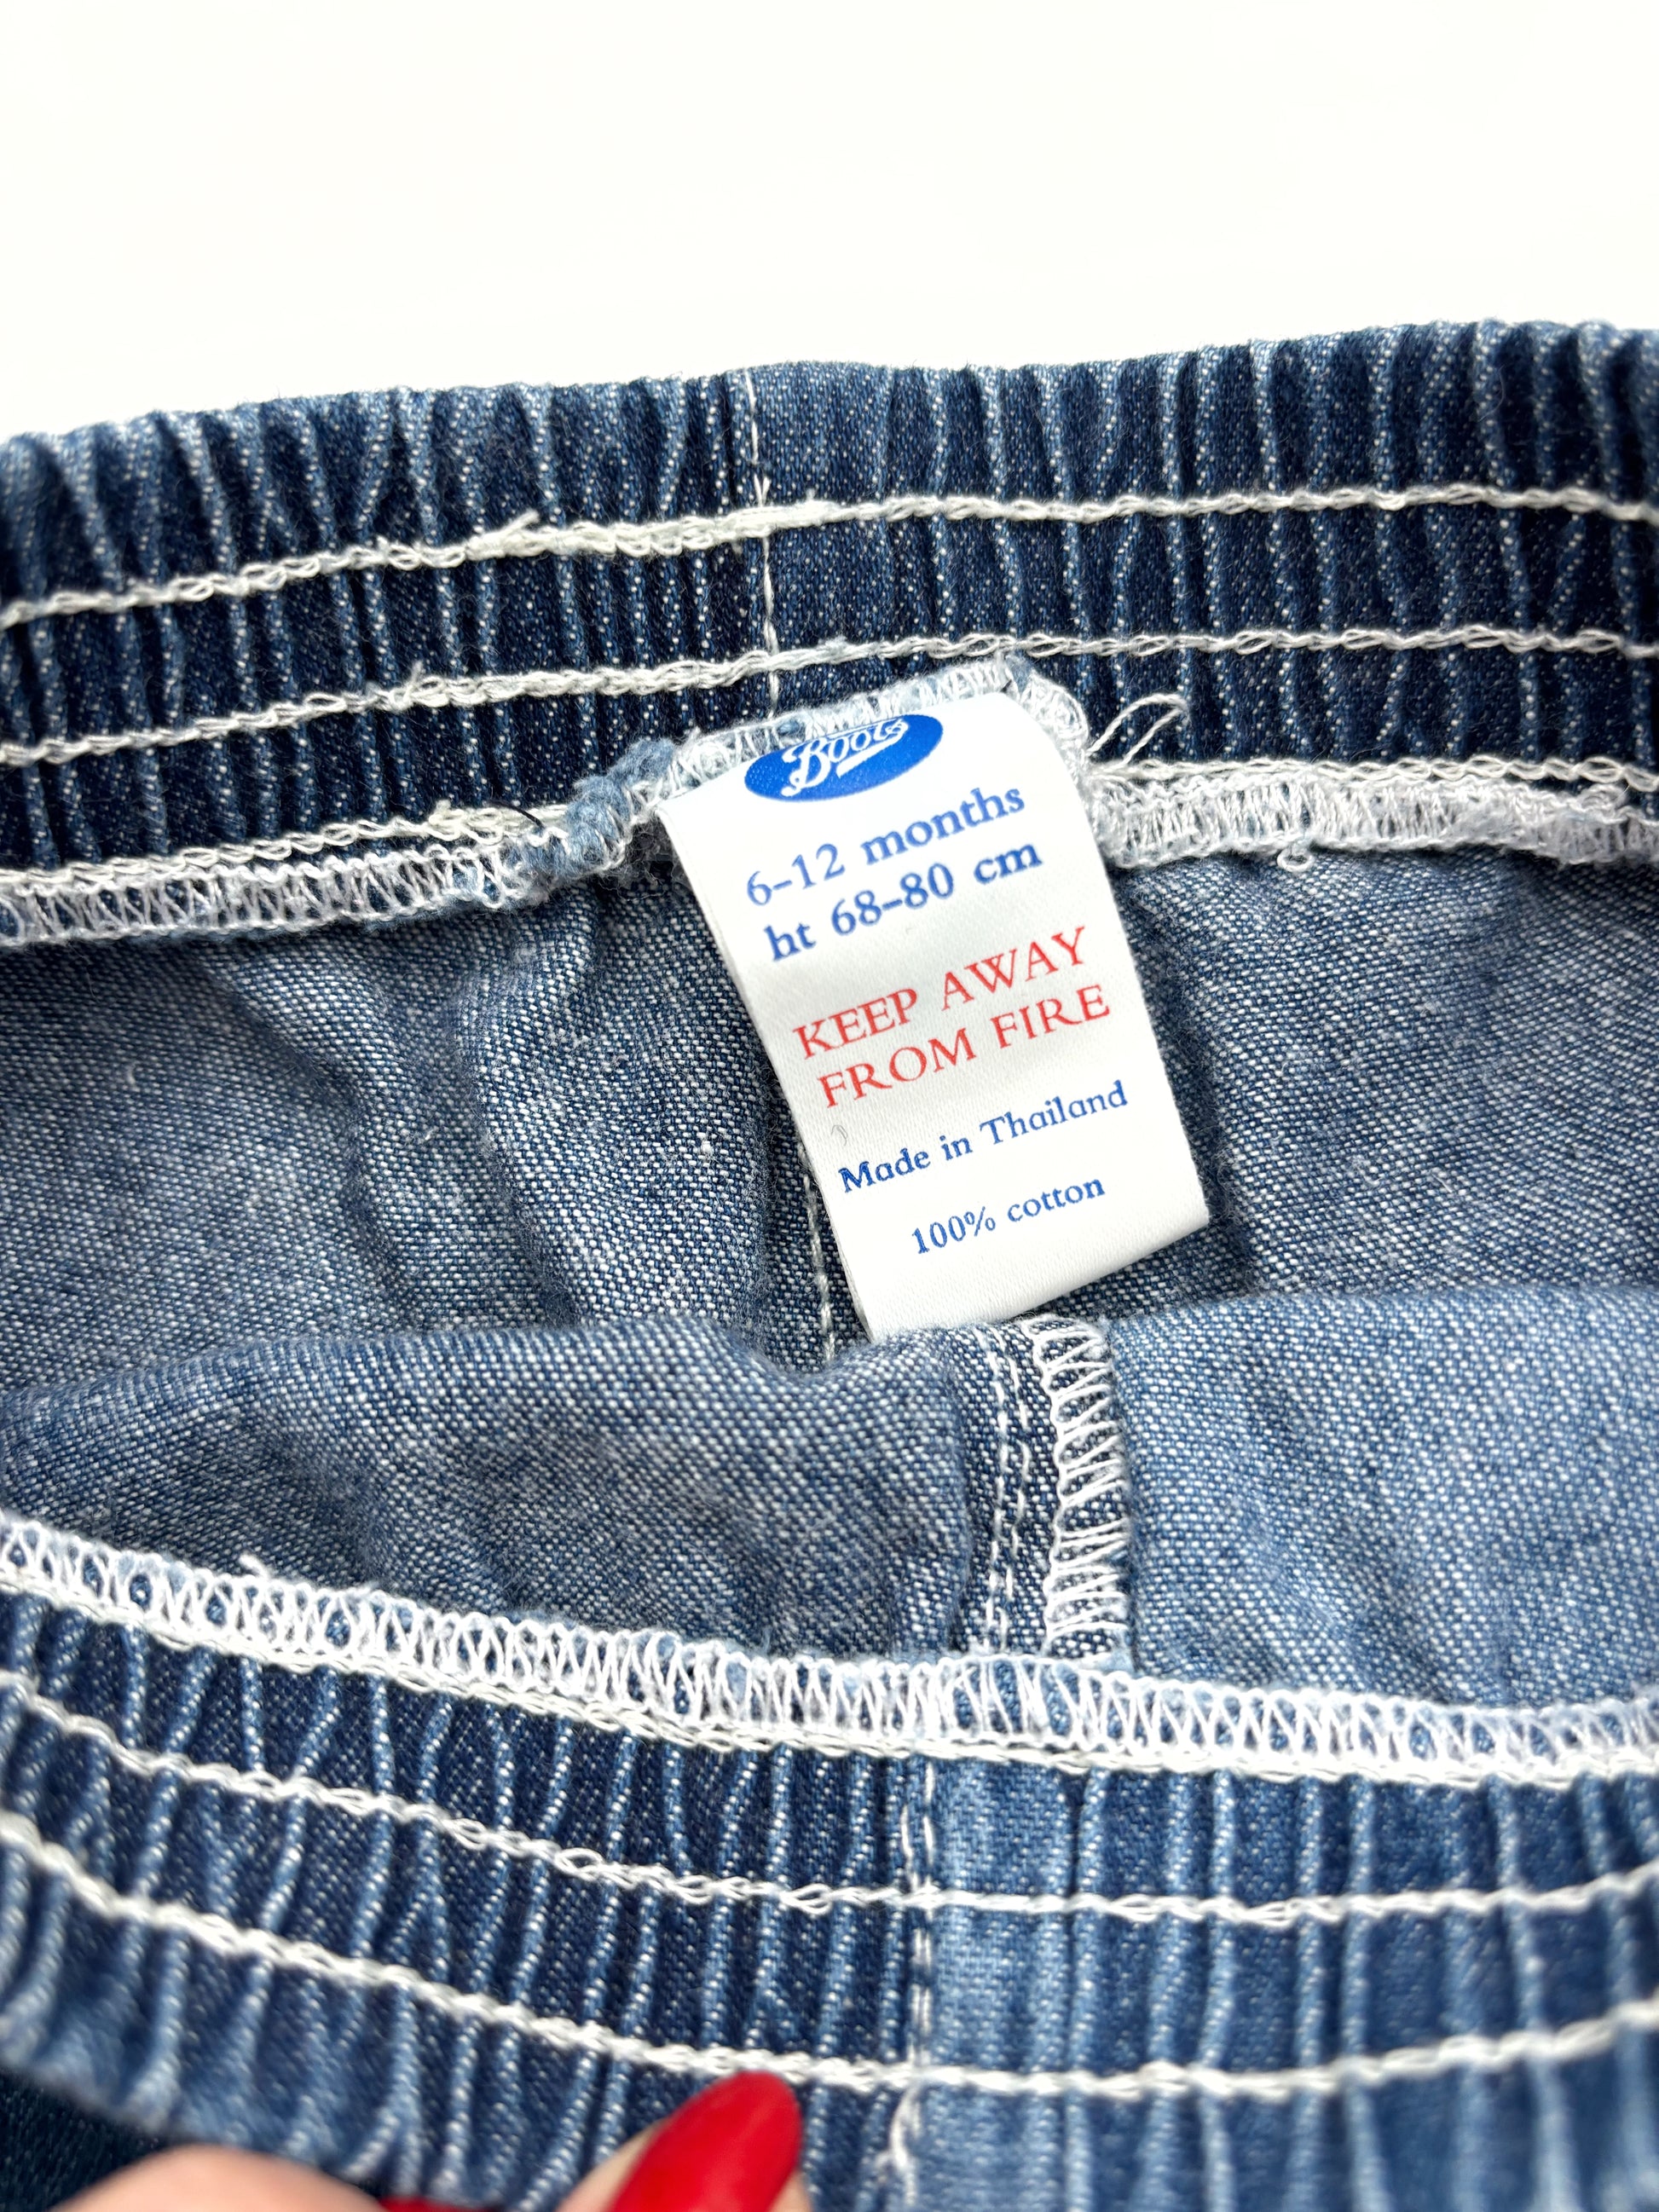 Boots
6–12 months
ht 68–80 cm
KEEP AWAY
FROM FIRE
Made in Thailand
100% cotton